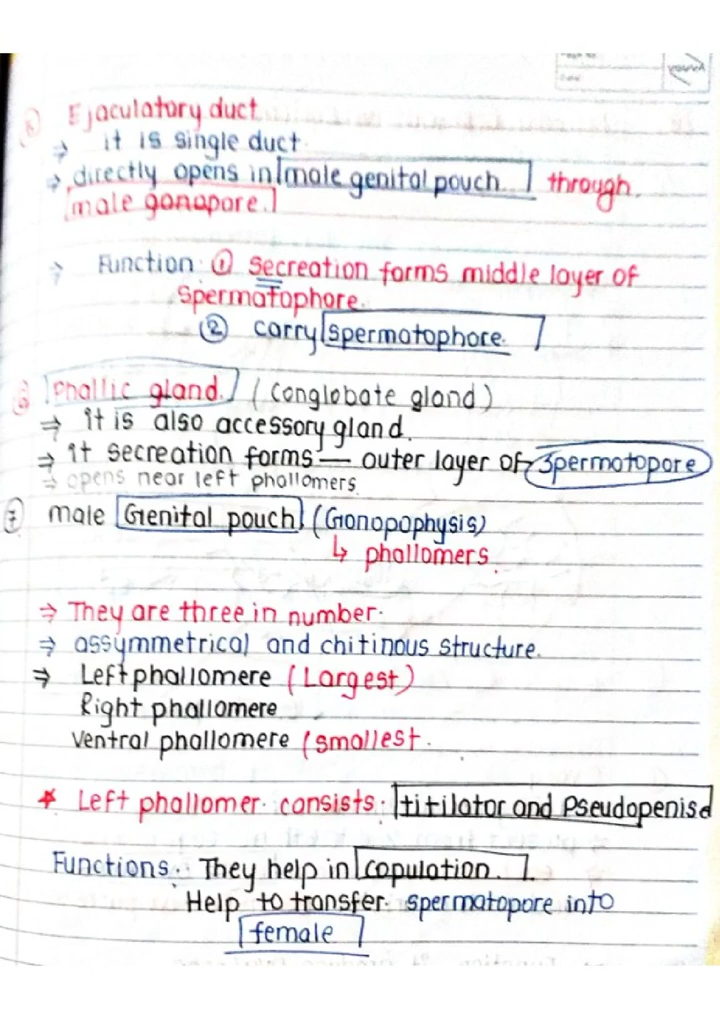 Ejaculatory duct
⇒ it is single duct.
→ directly opens in male genital pouch through
male gonopore.
⇒ Function: ① Secreation forms middle layer of
spermatophore.
② carry spermatophore.
phallic gland. (Conglobate gland)
⇒ it is also accessory gland.
⇒ it secreation forms — outer layer of spermatopore
⇒ opens near left phallomers
⑦ male Genital pouch (Gonopophysis)
↳ phallomers.
⇒ They are three in number.
⇒ assymmetrical and chitinous structure.
⇒ Left phallomere (Largest)
Right phallomere
Ventral phallomere (smallest.
* Left phallomer. consists: titilator and Pseudopenis
Functions: They help in copulation.
Help to transfer spermatopore into
female